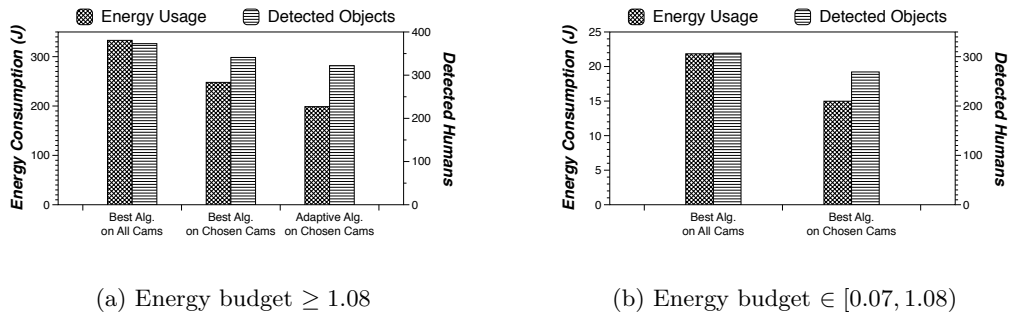 Energy Usage Detected Objects
Energy Consumption (J)
300
200
100
0
400
300
200
100
0
Detected Humans
Best Alg.
on All Cams
Best Alg.
on Chosen Cams
Adaptive Alg.
on Chosen Cams
(a) Energy budget ≥ 1.08
Energy Usage Detected Objects
Energy Consumption (J)
25
20
15
10
5
0
300
200
100
0
Detected Humans
Best Alg.
on All Cams
Best Alg.
on Chosen Cams
(b) Energy budget ∈ [0.07, 1.08)